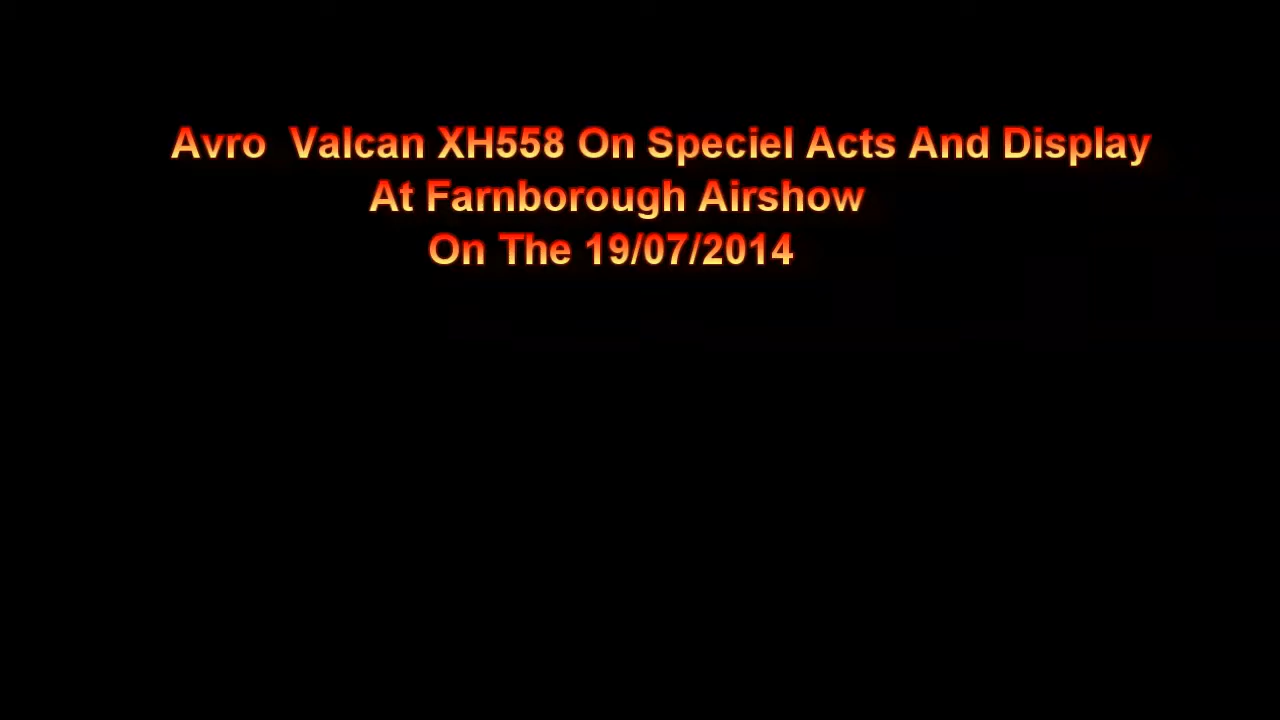 Avro  Valcan XH558 On Speciel Acts And Display
At Farnborough Airshow
On The 19/07/2014